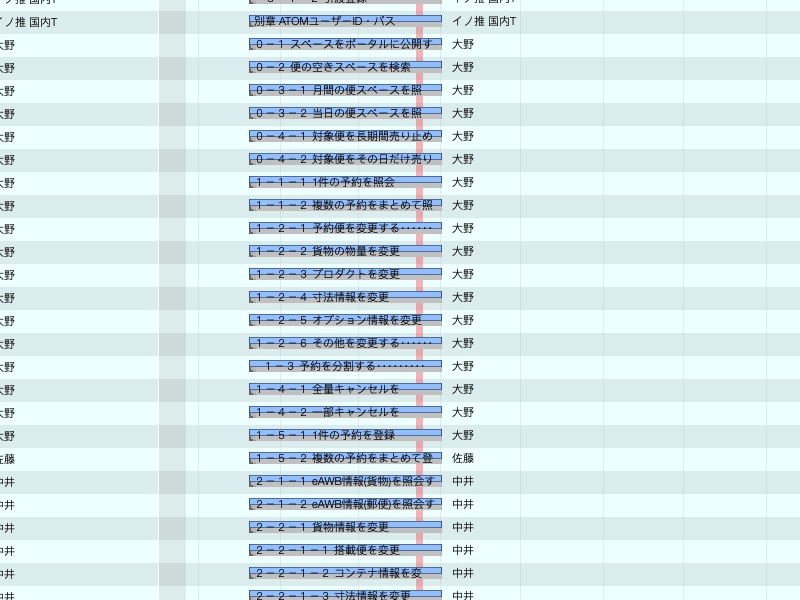 イノ推 国内T 別章 ATOMユーザーID・パス イノ推 国内T
大野 0－1 スペースをポータルに公開す 大野
大野 0－2 便の空きスペースを検索 大野
大野 0－3－1 月間の便スペースを照 大野
大野 0－3－2 当日の便スペースを照 大野
大野 0－4－1 対象便を長期間売り止め 大野
大野 0－4－2 対象便をその日だけ売り 大野
大野 1－1－1 1件の予約を照会 大野
大野 1－1－2 複数の予約をまとめて照 大野
大野 1－2－1 予約便を変更する‥‥‥ 大野
大野 1－2－2 貨物の物量を変更 大野
大野 1－2－3 プロダクトを変更 大野
大野 1－2－4 寸法情報を変更 大野
大野 1－2－5 オプション情報を変更 大野
大野 1－2－6 その他を変更する‥‥‥ 大野
大野 1－3 予約を分割する‥‥‥‥‥ 大野
大野 1－4－1 全量キャンセルを 大野
大野 1－4－2 一部キャンセルを 大野
大野 1－5－1 1件の予約を登録 大野
佐藤 1－5－2 複数の予約をまとめて登 佐藤
中井 2－1－1 eAWB情報(貨物)を照会す 中井
中井 2－1－2 eAWB情報(郵便)を照会す 中井
中井 2－2－1 貨物情報を変更 中井
中井 2－2－1－1 搭載便を変更 中井
中井 2－2－1－2 コンテナ情報を変 中井
中井 2－2－1－3 寸法情報を変更 中井